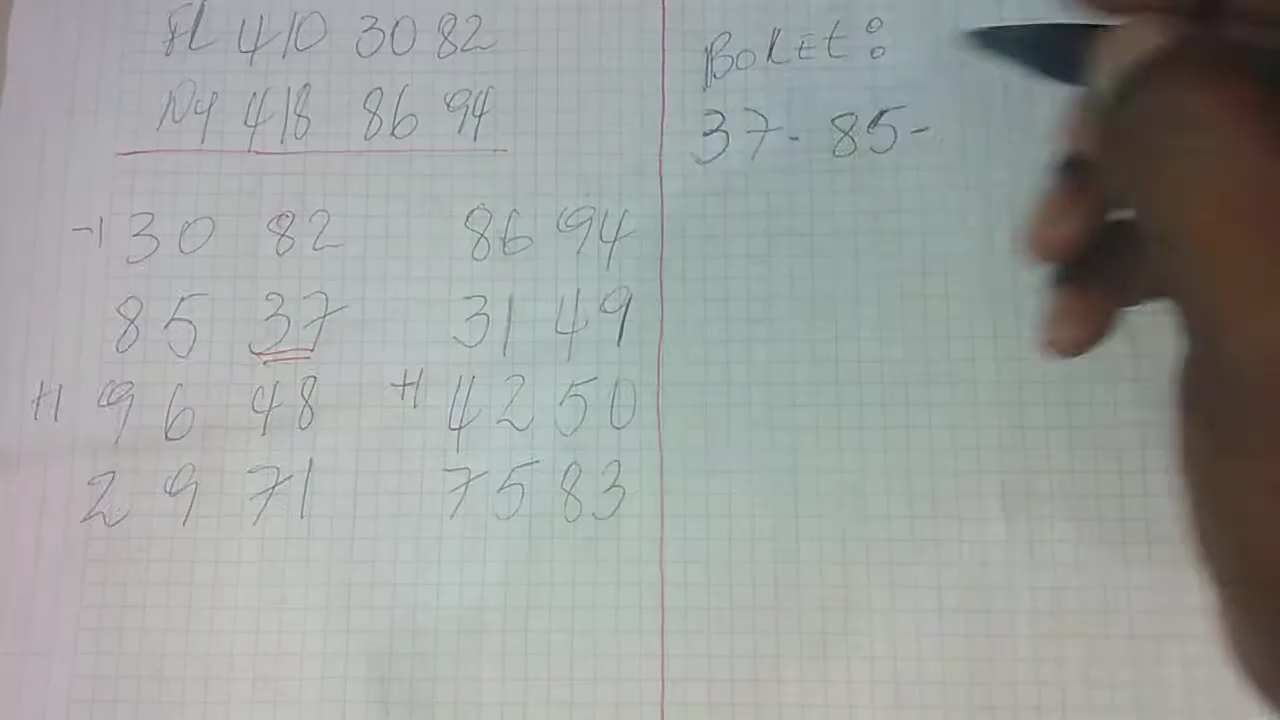 FL 410 30 82
NY 418 86 94
-1 30 82 86 94
85 37 31 49
+1 96 48 +1 42 50
29 71 75 83
BOKET:
37- 85-